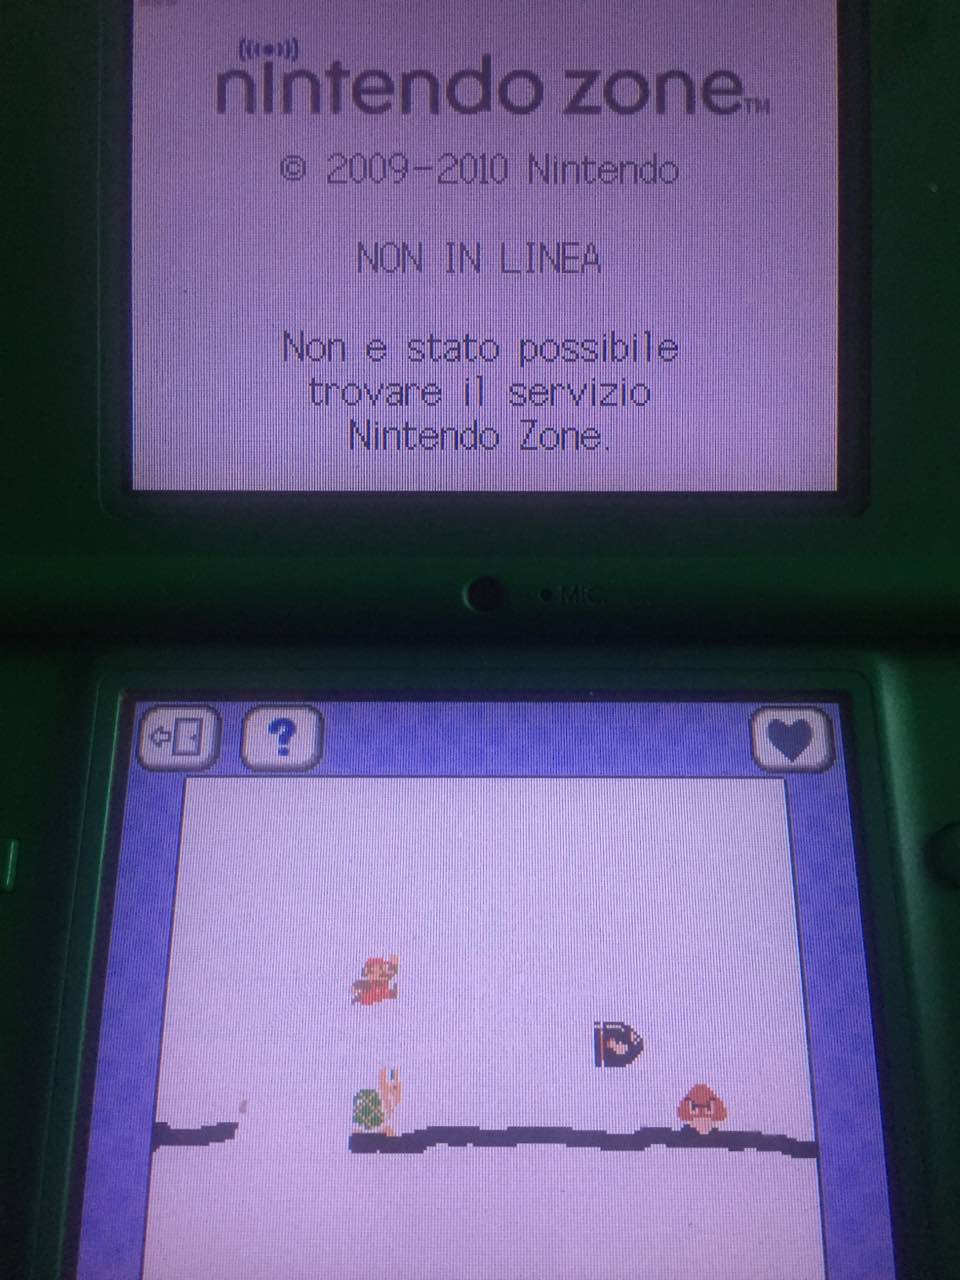 nintendo zone™
© 2009-2010 Nintendo
NON IN LINEA
Non e stato possibile
trovare il servizio
Nintendo Zone.
MIC.
?